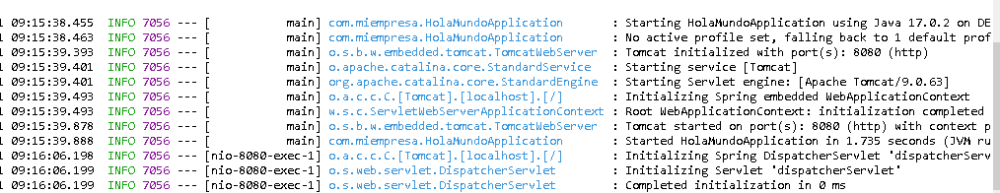 1 09:15:38.455  INFO 7056 --- [           main] com.miempresa.HolaMundoApplication       : Starting HolaMundoApplication using Java 17.0.2 on DE
1 09:15:38.463  INFO 7056 --- [           main] com.miempresa.HolaMundoApplication       : No active profile set, falling back to 1 default prof
1 09:15:39.393  INFO 7056 --- [           main] o.s.b.w.embedded.tomcat.TomcatWebServer  : Tomcat initialized with port(s): 8080 (http)
1 09:15:39.401  INFO 7056 --- [           main] o.apache.catalina.core.StandardService   : Starting service [Tomcat]
1 09:15:39.401  INFO 7056 --- [           main] org.apache.catalina.core.StandardEngine  : Starting Servlet engine: [Apache Tomcat/9.0.63]
1 09:15:39.493  INFO 7056 --- [           main] o.a.c.c.C.[Tomcat].[localhost].[/]       : Initializing Spring embedded WebApplicationContext
1 09:15:39.493  INFO 7056 --- [           main] w.s.c.ServletWebServerApplicationContext : Root WebApplicationContext: initialization completed
1 09:15:39.878  INFO 7056 --- [           main] o.s.b.w.embedded.tomcat.TomcatWebServer  : Tomcat started on port(s): 8080 (http) with context p
1 09:15:39.888  INFO 7056 --- [           main] com.miempresa.HolaMundoApplication       : Started HolaMundoApplication in 1.735 seconds (JVM ru
1 09:16:06.198  INFO 7056 --- [nio-8080-exec-1] o.a.c.c.C.[Tomcat].[localhost].[/]       : Initializing Spring DispatcherServlet 'dispatcherServ
1 09:16:06.199  INFO 7056 --- [nio-8080-exec-1] o.s.web.servlet.DispatcherServlet        : Initializing Servlet 'dispatcherServlet'
1 09:16:06.199  INFO 7056 --- [nio-8080-exec-1] o.s.web.servlet.DispatcherServlet        : Completed initialization in 0 ms